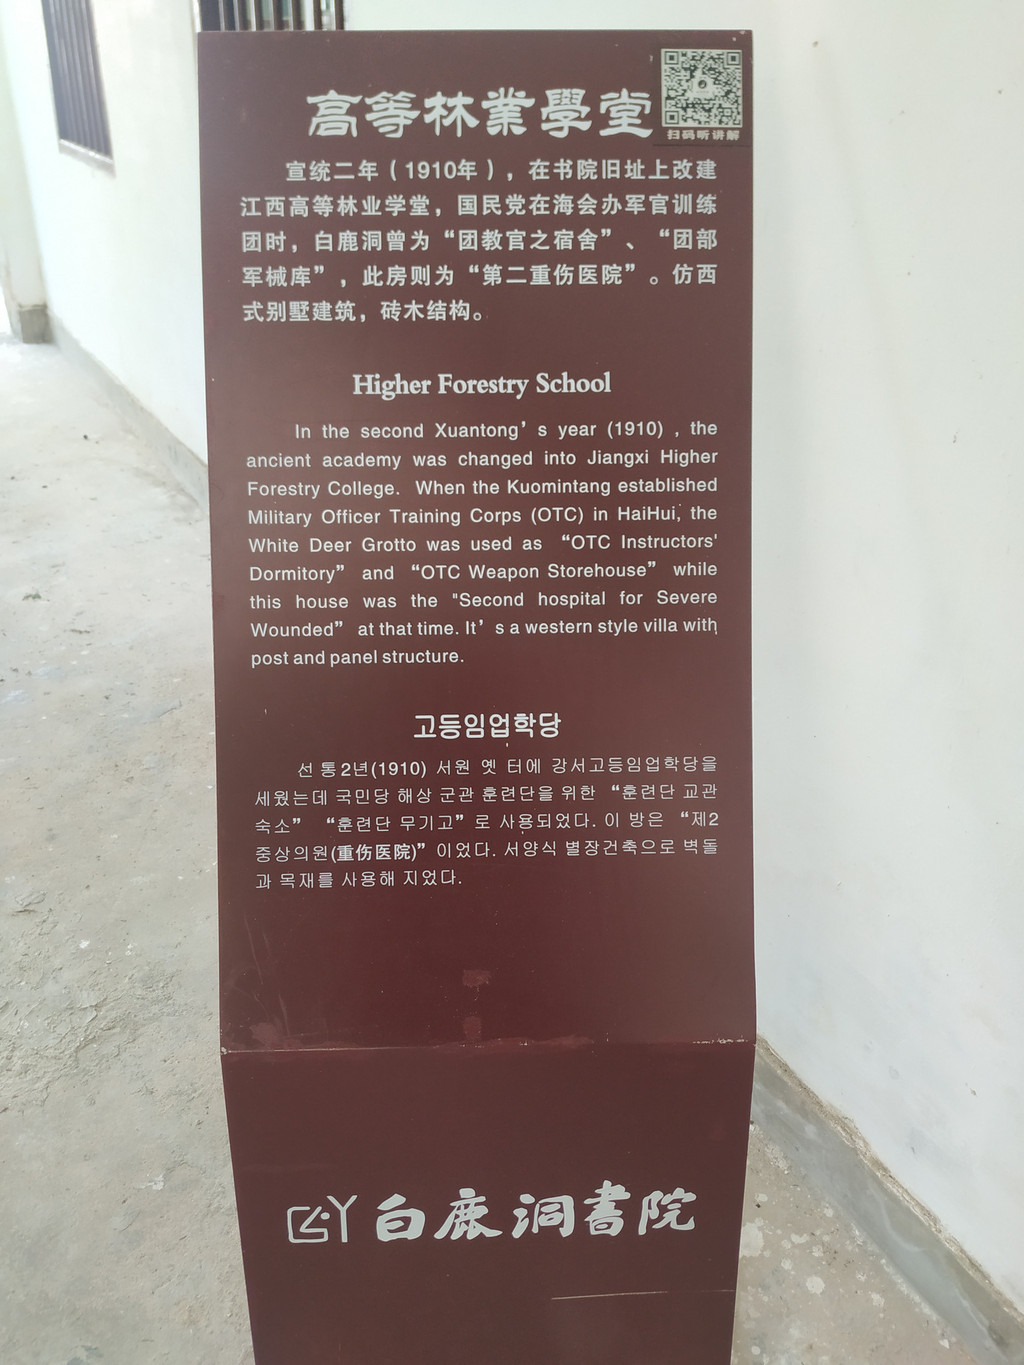 高等林業學堂
扫码听讲解
宣统二年（1910年），在书院旧址上改建
江西高等林业学堂，国民党在海会办军官训练
团时，白鹿洞曾为“团教官之宿舍”、“团部
军械库”，此房则为“第二重伤医院”。仿西
式别墅建筑，砖木结构。
Higher Forestry School
In the second Xuantong’s year (1910) , the
ancient academy was changed into Jiangxi Higher
Forestry College. When the Kuomintang established
Military Officer Training Corps (OTC) in HaiHui, the
White Deer Grotto was used as “OTC Instructors'
Dormitory” and “OTC Weapon Storehouse” while
this house was the "Second hospital for Severe
Wounded” at that time. It’s a western style villa with
post and panel structure.
고등임업학당
선 통2년(1910) 서원 옛 터에 강서고등임업학당을
세웠는데 국민당 해상 군관 훈련단을 위한 “훈련단 교관
숙소” “훈련단 무기고”로 사용되었다. 이 방은 “제2
중상의원(重伤医院)”이었다. 서양식 별장건축으로 벽돌
과 목재를 사용해 지었다.
白鹿洞書院